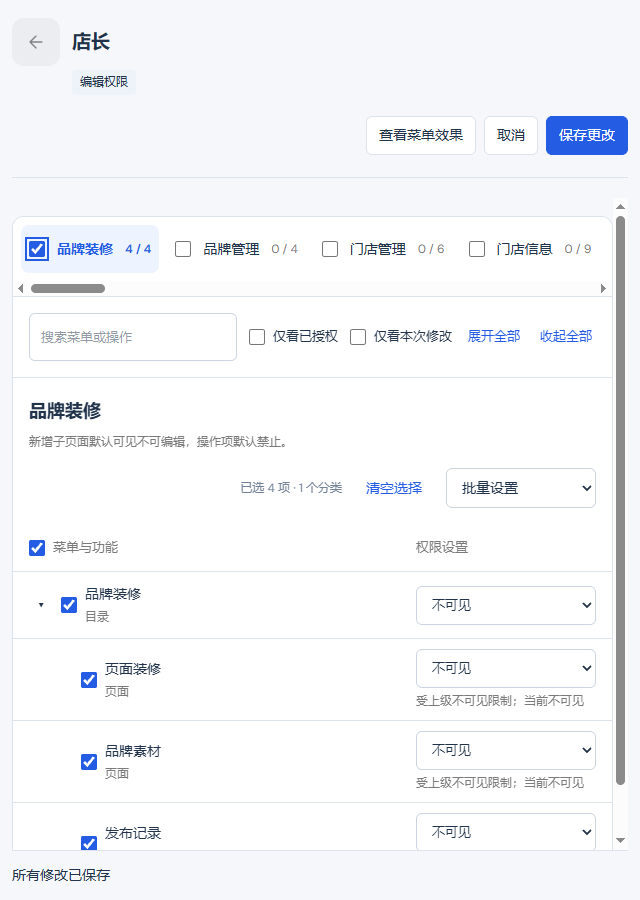 店长
编辑权限
查看菜单效果 取消 保存更改
品牌装修 4 / 4 品牌管理 0 / 4 门店管理 0 / 6 门店信息 0 / 9
搜索菜单或操作 仅看已授权 仅看本次修改 展开全部 收起全部
品牌装修
新增子页面默认可见不可编辑，操作项默认禁止。
已选 4 项 · 1 个分类 清空选择 批量设置
菜单与功能 权限设置
品牌装修 不可见
目录
页面装修 不可见
页面 受上级不可见限制；当前不可见
品牌素材 不可见
页面 受上级不可见限制；当前不可见
发布记录 不可见
所有修改已保存